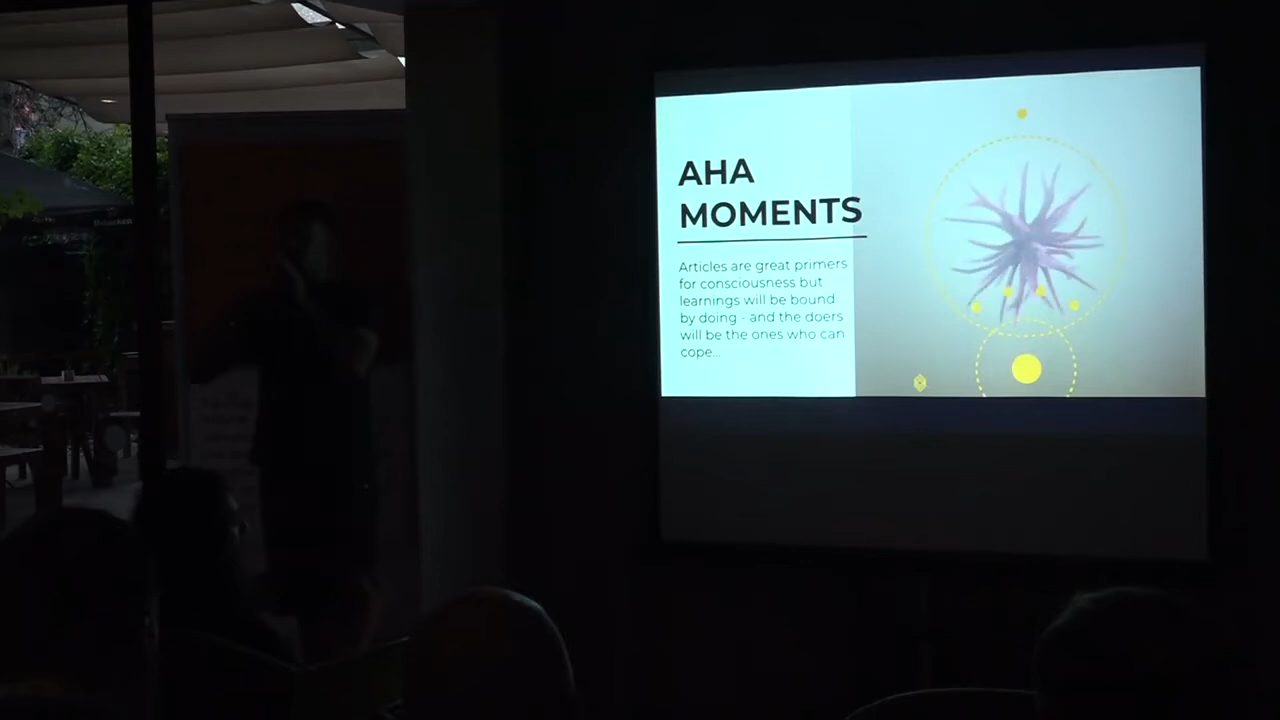 AHA
MOMENTS
Articles are great primers
for consciousness but
learnings will be bound
by doing - and the doers
will be the ones who can
cope...
Heineken